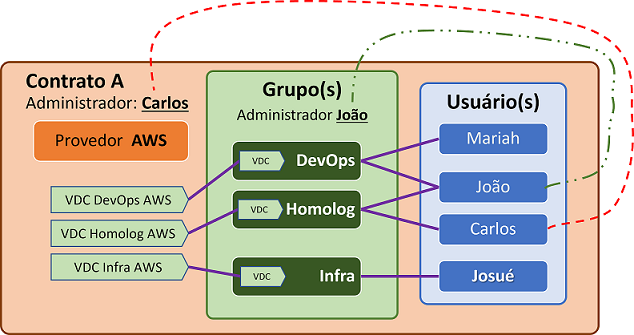 Contrato A
Administrador: Carlos
Provedor AWS
VDC DevOps AWS
VDC Homolog AWS
VDC Infra AWS
Grupo(s)
Administrador João
VDC DevOps
VDC Homolog
VDC Infra
Usuário(s)
Mariah
João
Carlos
Josué